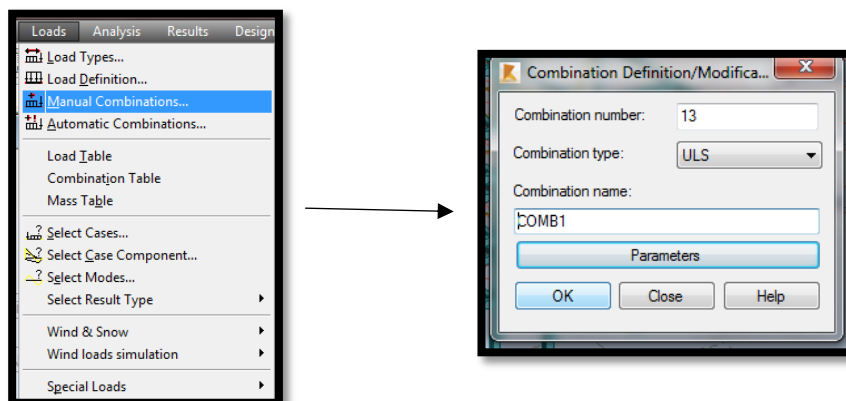 Loads Analysis Results Design
Load Types...
Load Definition...
Manual Combinations...
Automatic Combinations...
Load Table
Combination Table
Mass Table
Select Cases...
Select Case Component...
Select Modes...
Select Result Type
Wind & Snow
Wind loads simulation
Special Loads
Combination Definition/Modifica...
Combination number: 13
Combination type: ULS
Combination name:
COMB1
Parameters
OK Close Help